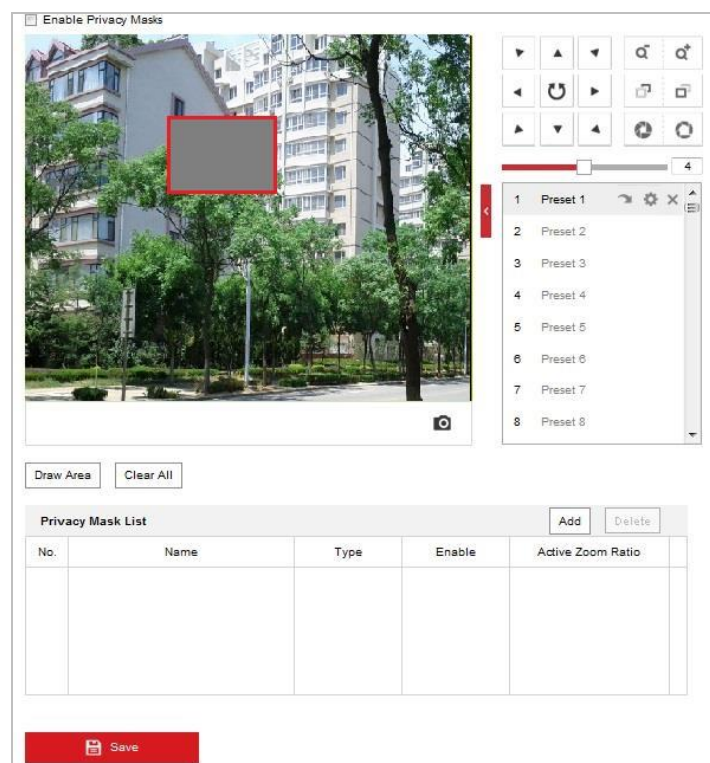 Enable Privacy Masks
4
1 Preset 1
2 Preset 2
3 Preset 3
4 Preset 4
5 Preset 5
6 Preset 6
7 Preset 7
8 Preset 8
Draw Area Clear All
Privacy Mask List Add Delete
No. Name Type Enable Active Zoom Ratio
Save